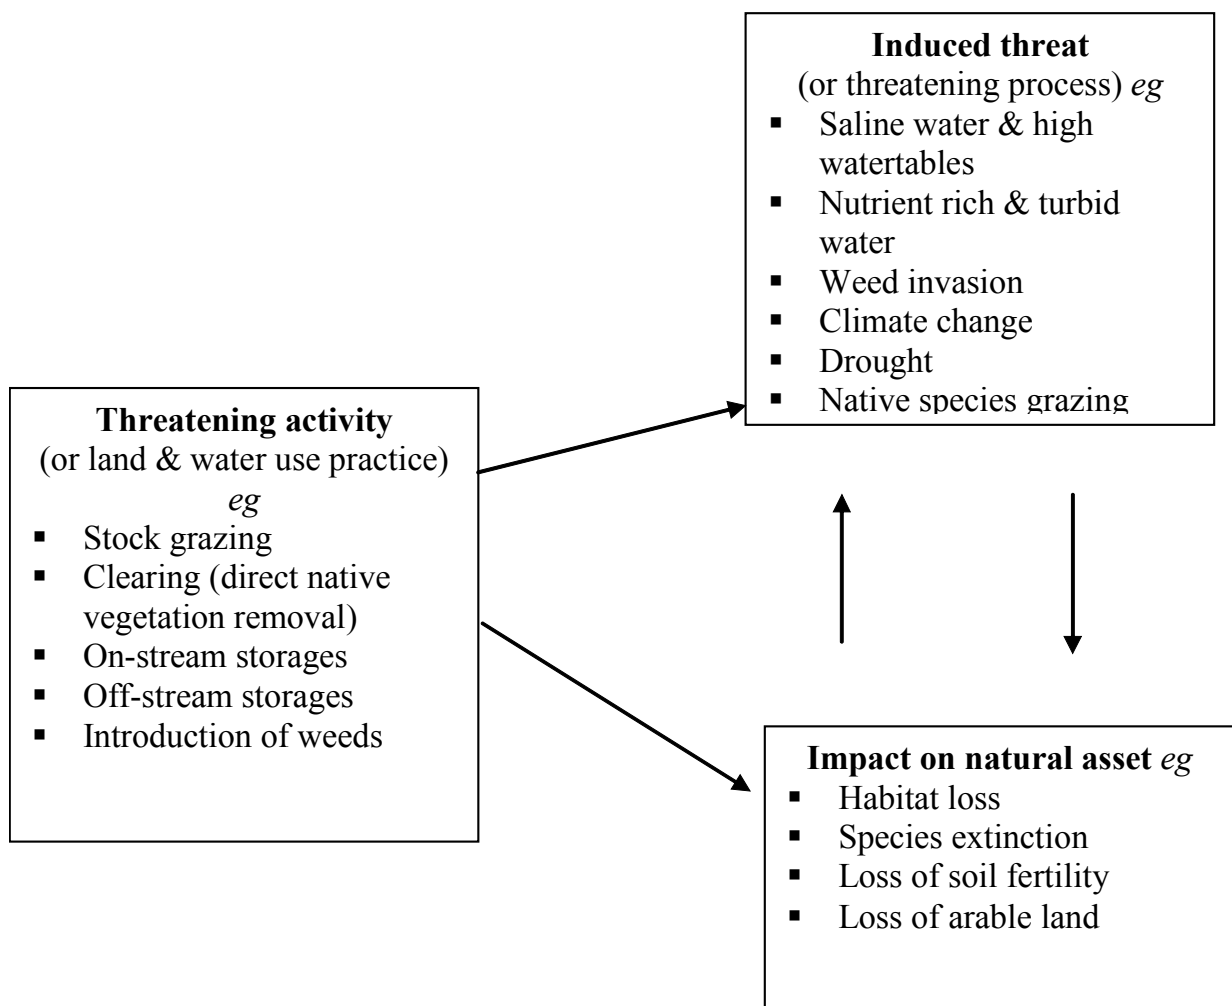 Induced threat
(or threatening process) eg
▪ Saline water & high
watertables
▪ Nutrient rich & turbid
water
▪ Weed invasion
▪ Climate change
▪ Drought
▪ Native species grazing
Threatening activity
(or land & water use practice)
eg
▪ Stock grazing
▪ Clearing (direct native
vegetation removal)
▪ On-stream storages
▪ Off-stream storages
▪ Introduction of weeds
Impact on natural asset eg
▪ Habitat loss
▪ Species extinction
▪ Loss of soil fertility
▪ Loss of arable land